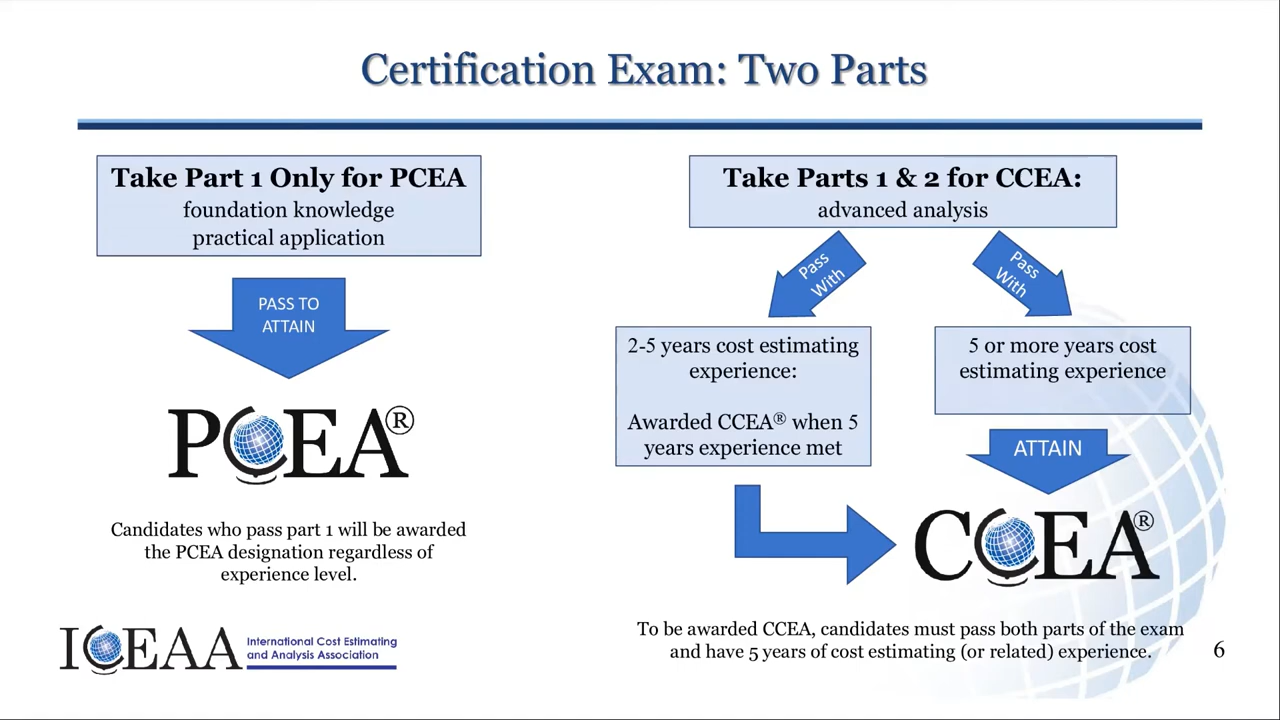 Certification Exam: Two Parts
Take Part 1 Only for PCEA
foundation knowledge
practical application
PASS TO
ATTAIN
PCEA®
Candidates who pass part 1 will be awarded
the PCEA designation regardless of
experience level.
Take Parts 1 & 2 for CCEA:
advanced analysis
Pass
With
Pass
With
2-5 years cost estimating
experience:
Awarded CCEA® when 5
years experience met
5 or more years cost
estimating experience
ATTAIN
CCEA®
To be awarded CCEA, candidates must pass both parts of the exam
and have 5 years of cost estimating (or related) experience.
ICEAA
International Cost Estimating
and Analysis Association
6